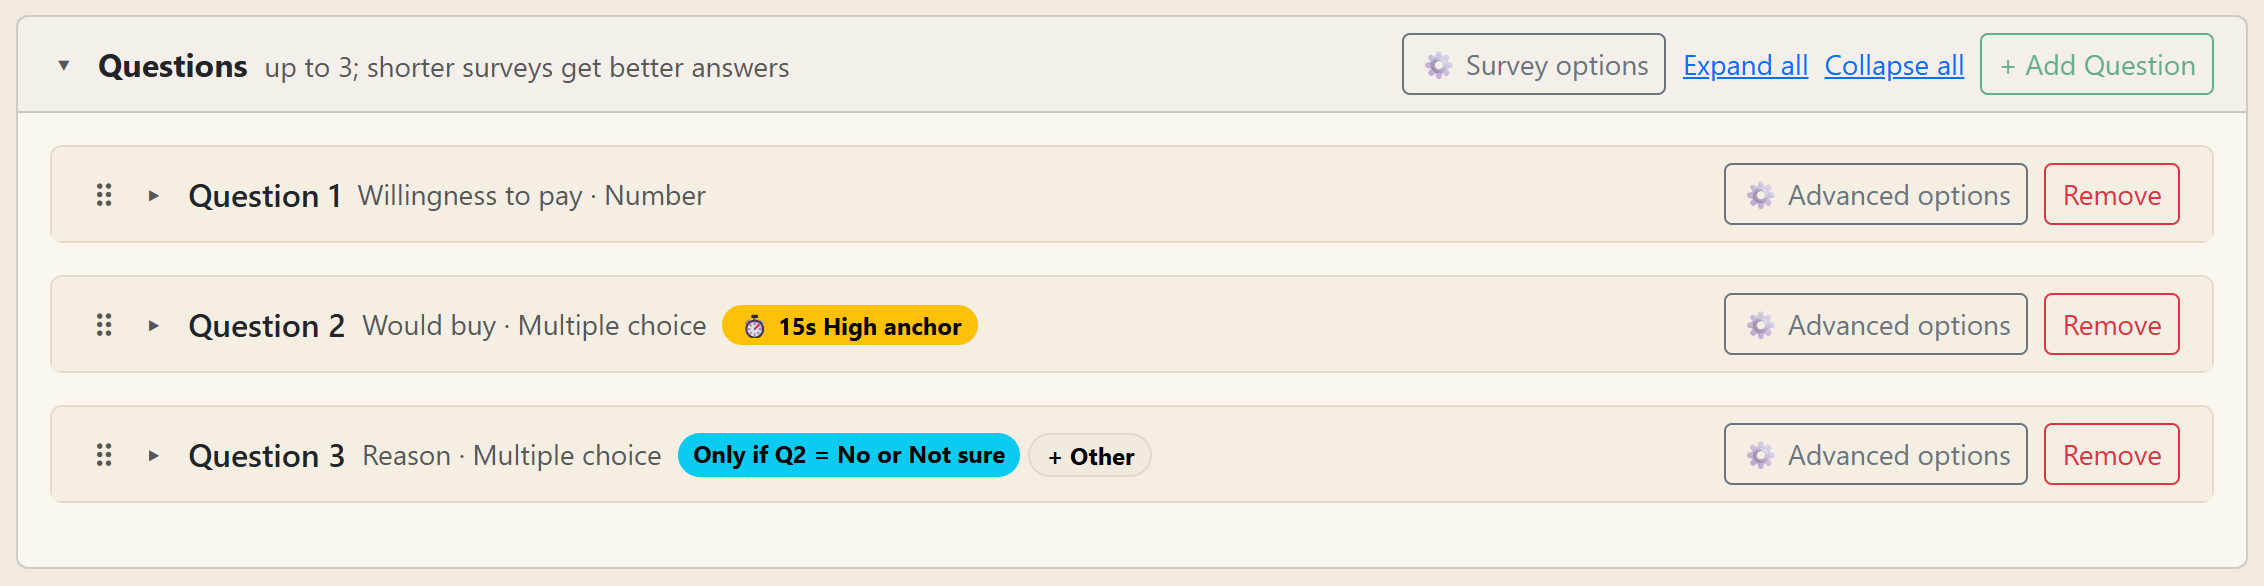 Questions up to 3; shorter surveys get better answers Survey options Expand all Collapse all + Add Question
Question 1 Willingness to pay · Number Advanced options Remove
Question 2 Would buy · Multiple choice 15s High anchor Advanced options Remove
Question 3 Reason · Multiple choice Only if Q2 = No or Not sure + Other Advanced options Remove